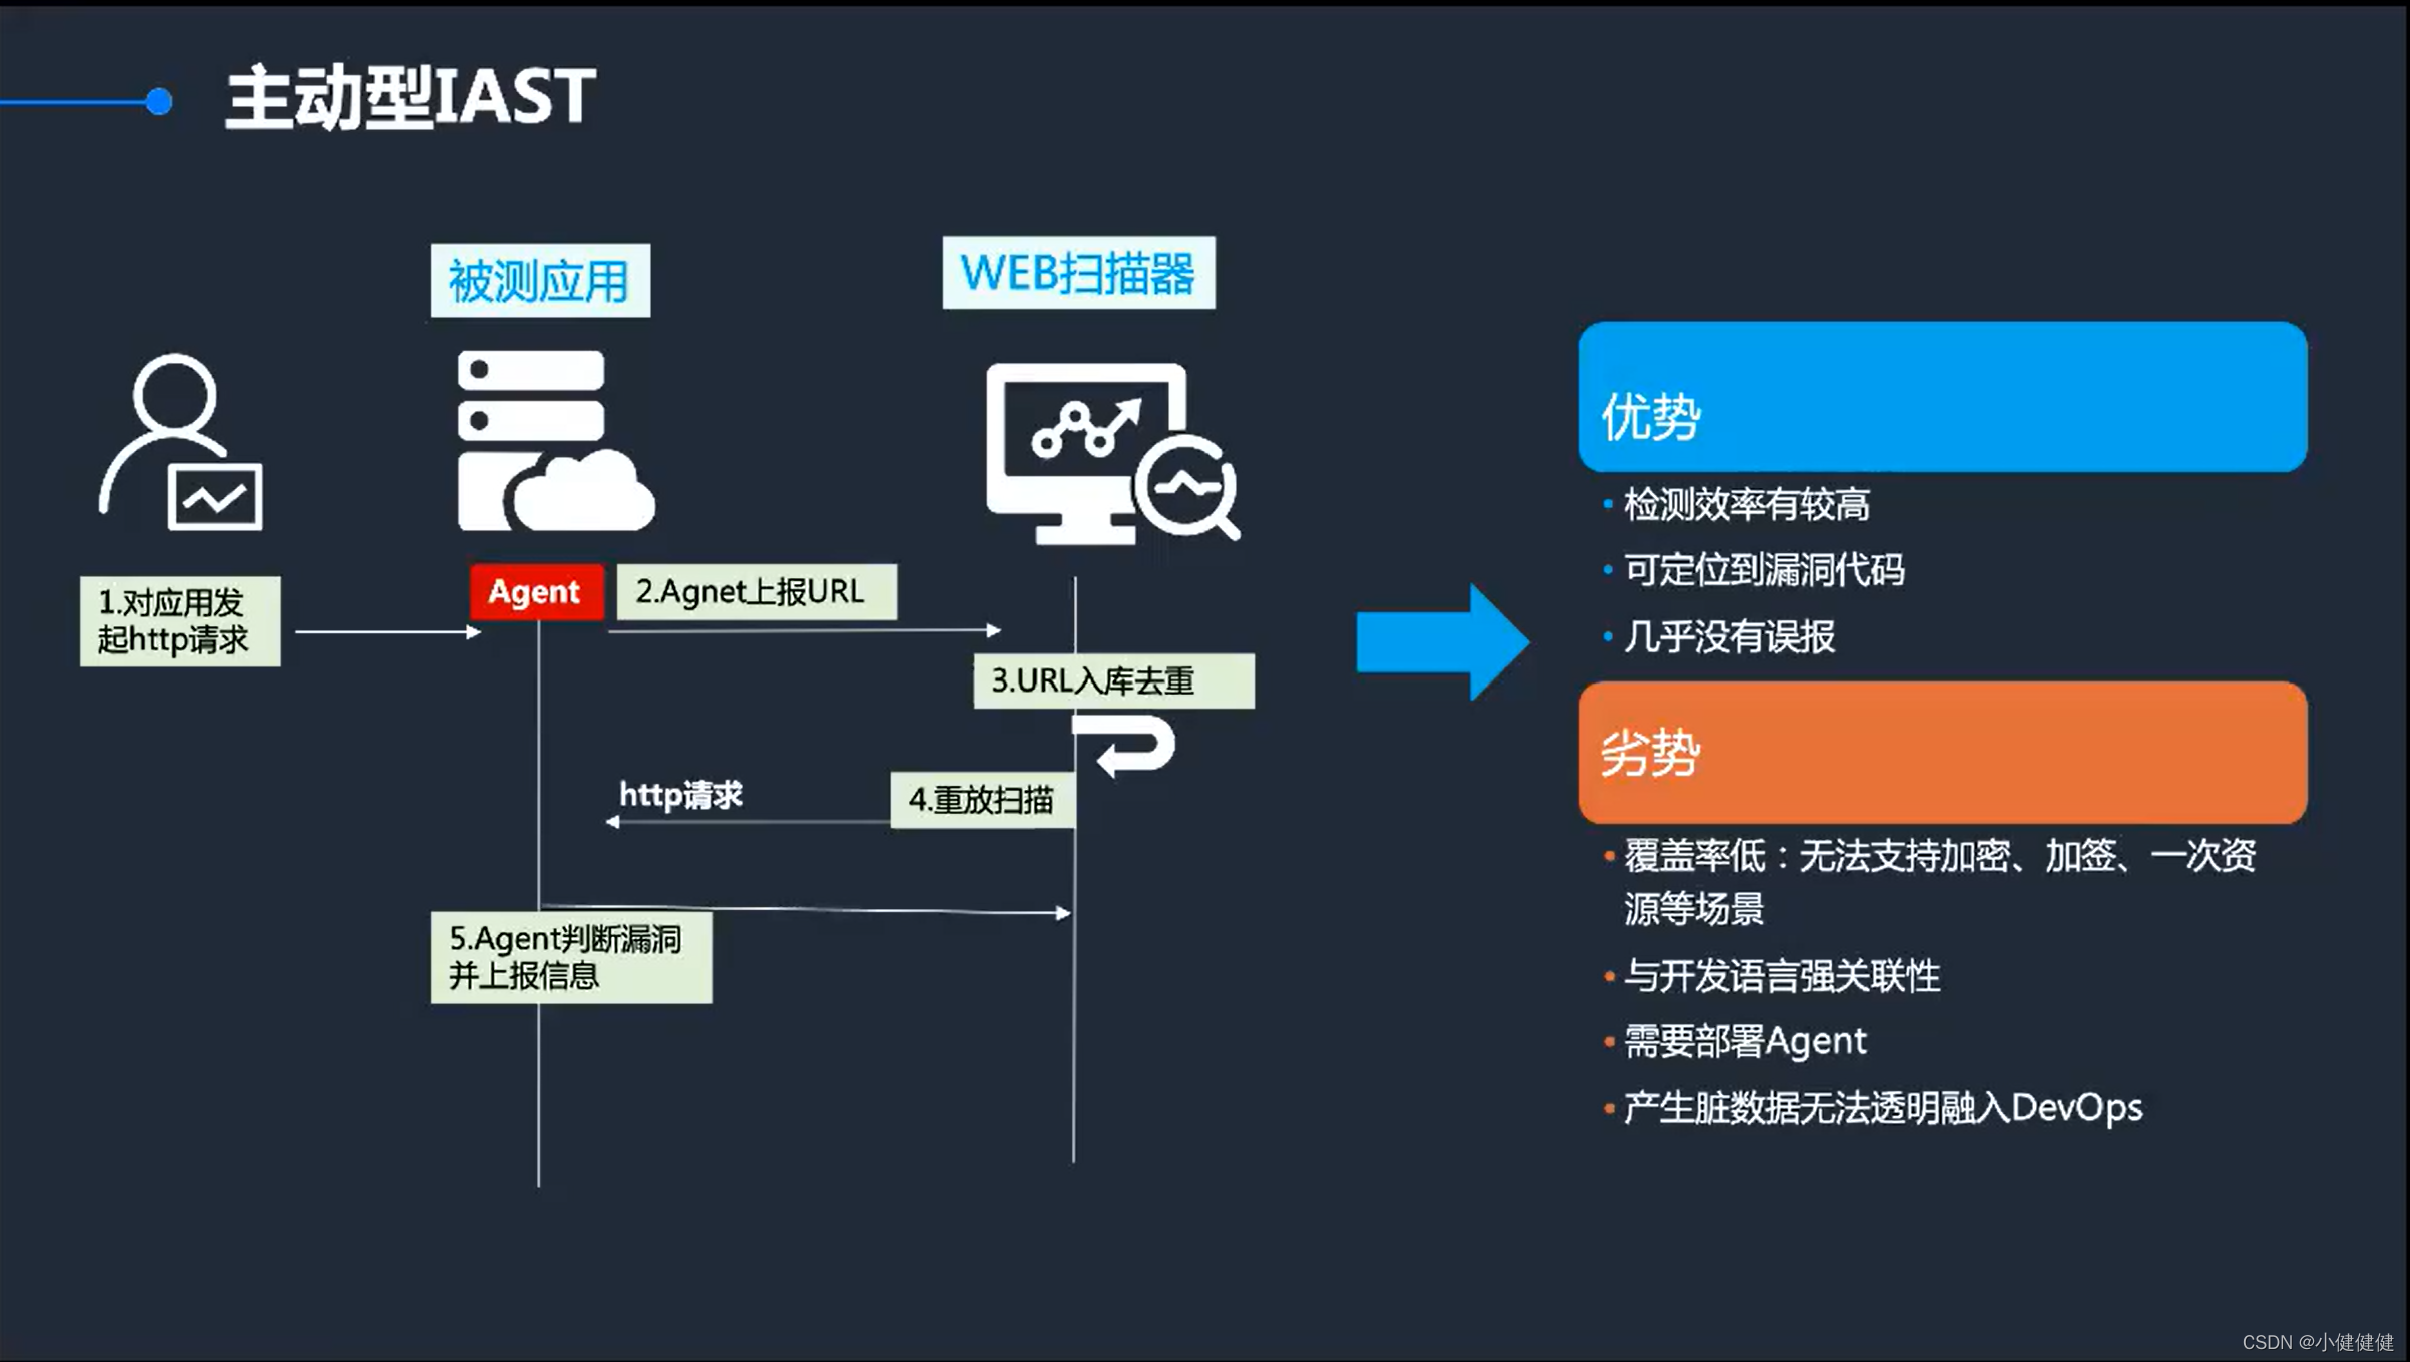 主动型IAST
被测应用
WEB扫描器
1.对应用发
起http请求
Agent
2.Agnet上报URL
3.URL入库去重
http请求
4.重放扫描
5.Agent判断漏洞
并上报信息
优势
• 检测效率有较高
• 可定位到漏洞代码
• 几乎没有误报
劣势
• 覆盖率低：无法支持加密、加签、一次资
源等场景
• 与开发语言强关联性
• 需要部署Agent
• 产生脏数据无法透明融入DevOps
CSDN @小健健健